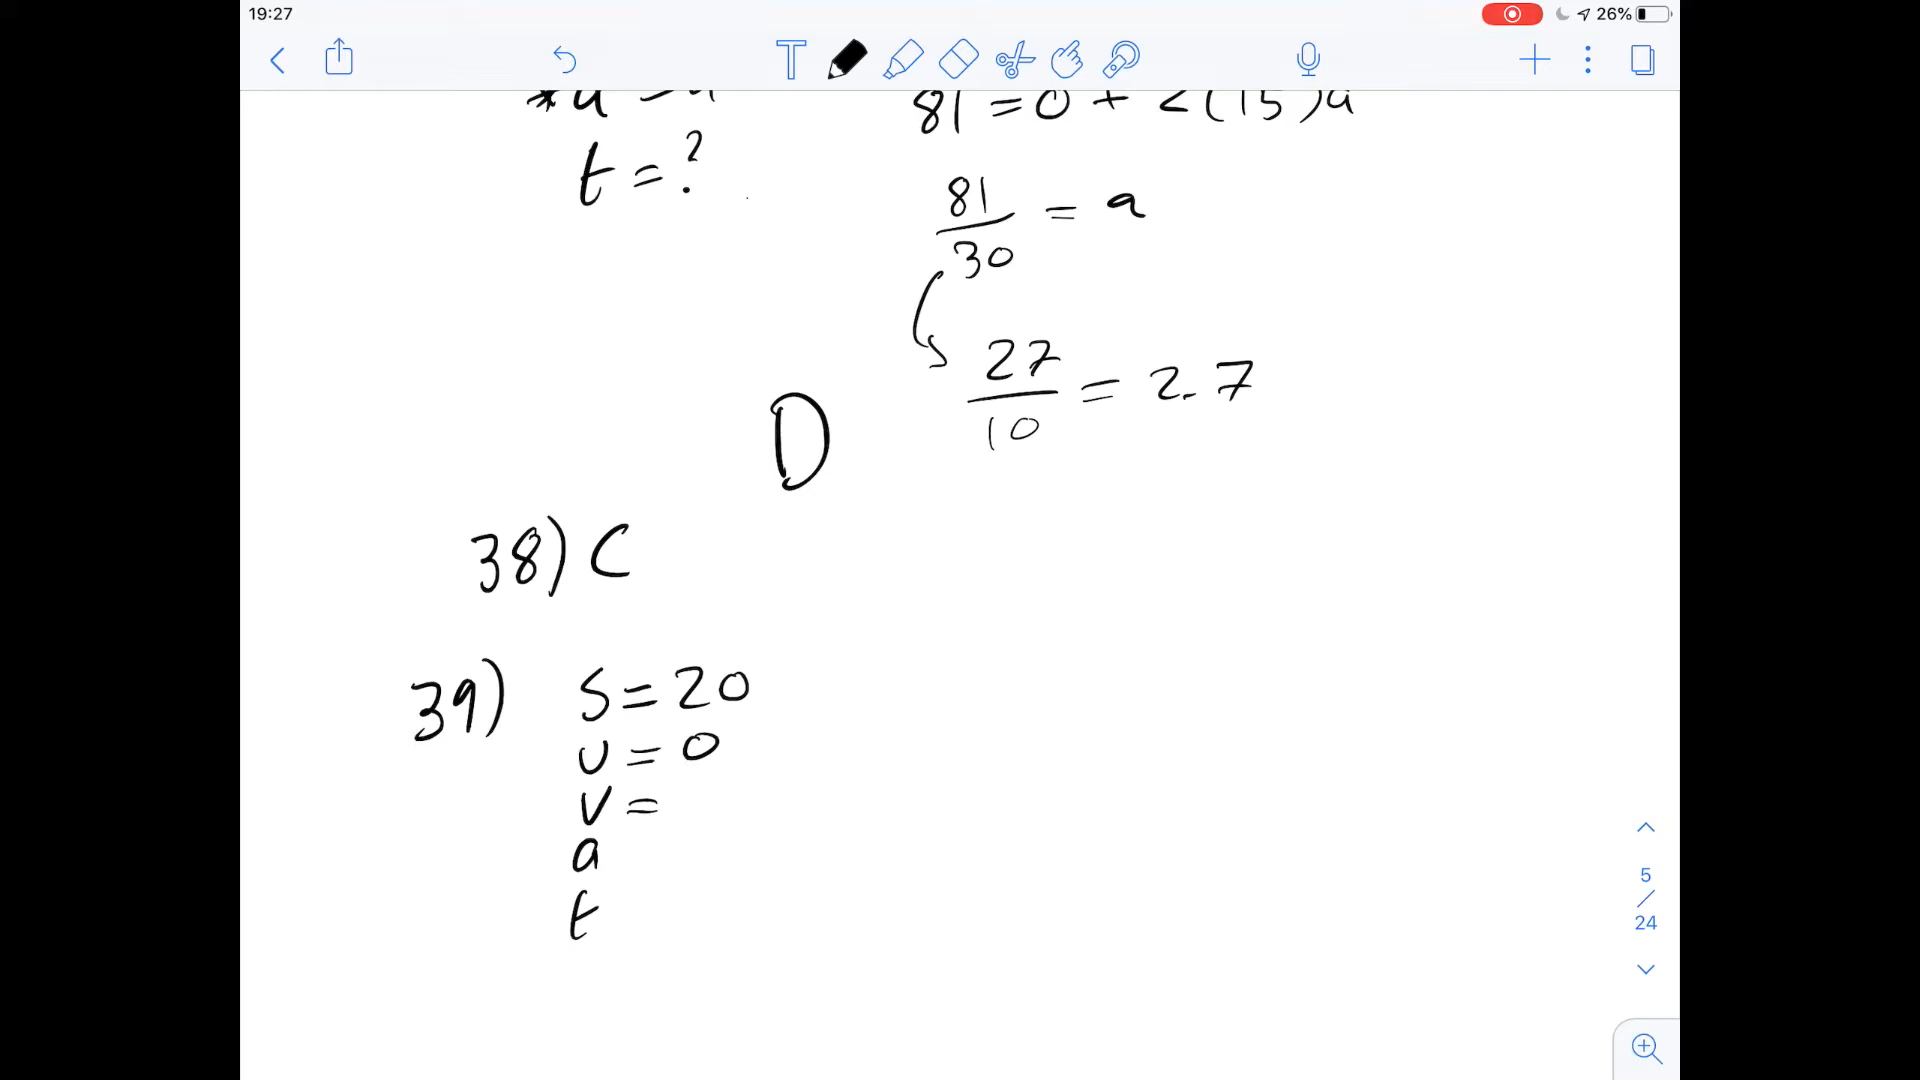 19:27
26%
T
81 = 0 + 2(15)a
t = ?
81/30 = a
27/10 = 2.7
D
38) C
39) S = 20
U = 0
V =
a
t
5
/
24